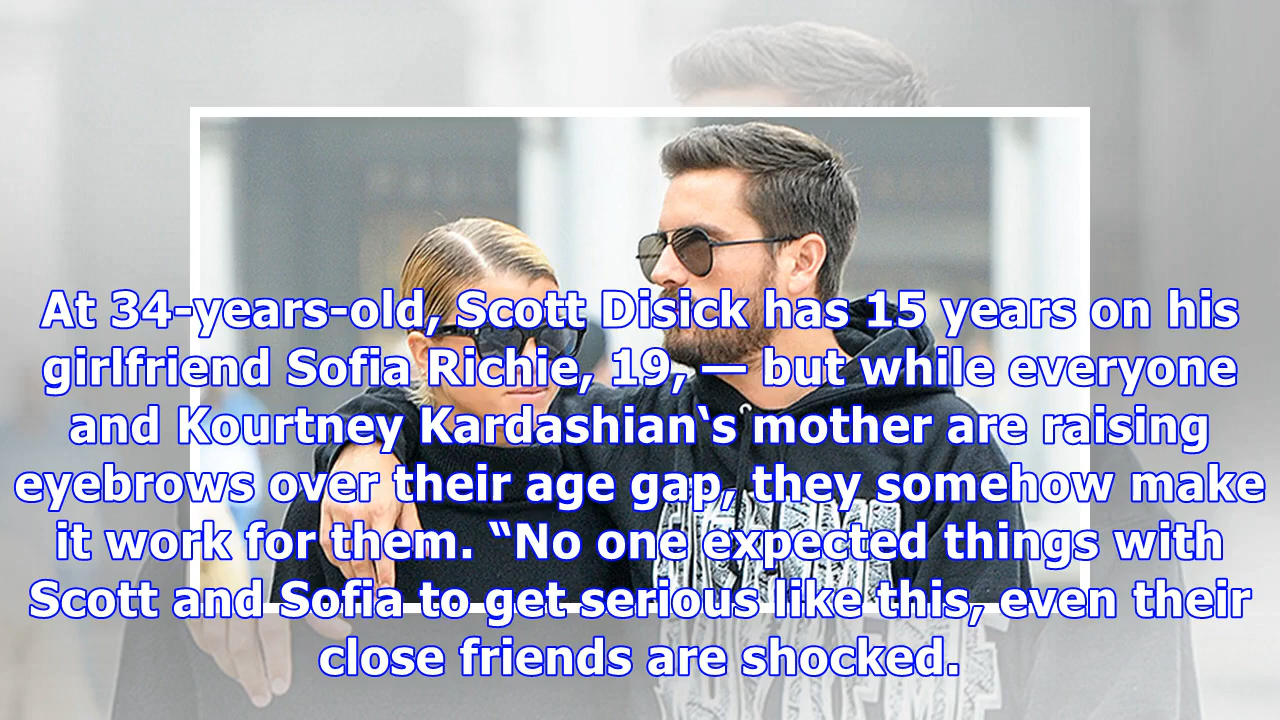 At 34-years-old, Scott Disick has 15 years on his
girlfriend Sofia Richie, 19, — but while everyone
and Kourtney Kardashian‘s mother are raising
eyebrows over their age gap, they somehow make
it work for them. “No one expected things with
Scott and Sofia to get serious like this, even their
close friends are shocked.